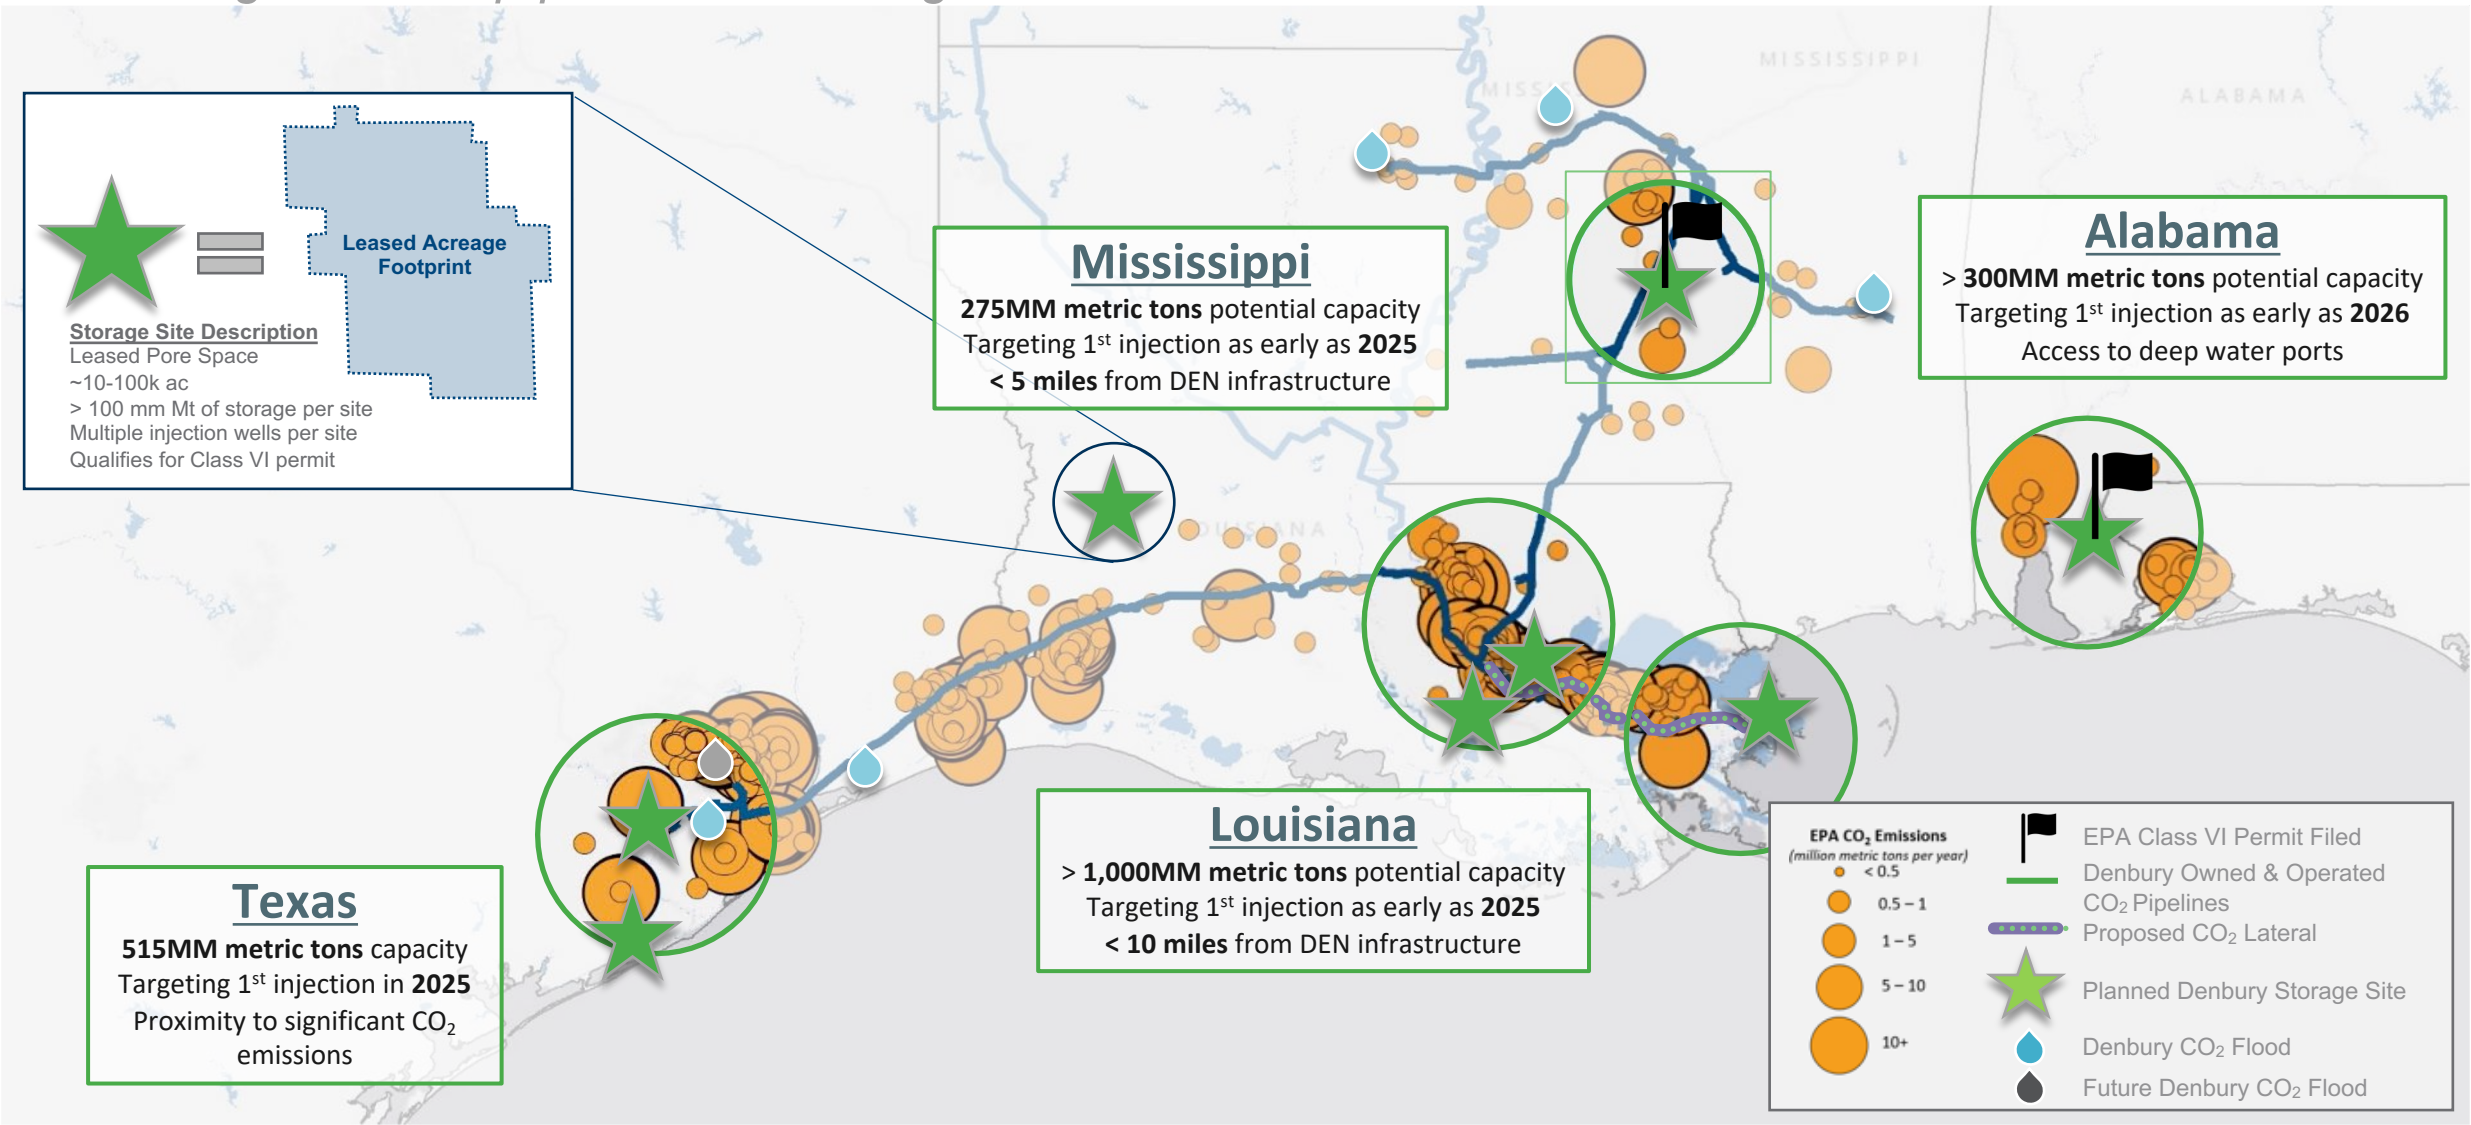 MISSISSIPPI
ALABAMA
Leased Acreage
Footprint
Storage Site Description
Leased Pore Space
~10-100k ac
> 100 mm Mt of storage per site
Multiple injection wells per site
Qualifies for Class VI permit
Mississippi
275MM metric tons potential capacity
Targeting 1st injection as early as 2025
< 5 miles from DEN infrastructure
Alabama
> 300MM metric tons potential capacity
Targeting 1st injection as early as 2026
Access to deep water ports
Louisiana
> 1,000MM metric tons potential capacity
Targeting 1st injection as early as 2025
< 10 miles from DEN infrastructure
Texas
515MM metric tons capacity
Targeting 1st injection in 2025
Proximity to significant CO₂
emissions
EPA CO₂ Emissions
(million metric tons per year)
< 0.5
0.5 – 1
1 – 5
5 – 10
10+
EPA Class VI Permit Filed
Denbury Owned & Operated
CO₂ Pipelines
Proposed CO₂ Lateral
Planned Denbury Storage Site
Denbury CO₂ Flood
Future Denbury CO₂ Flood